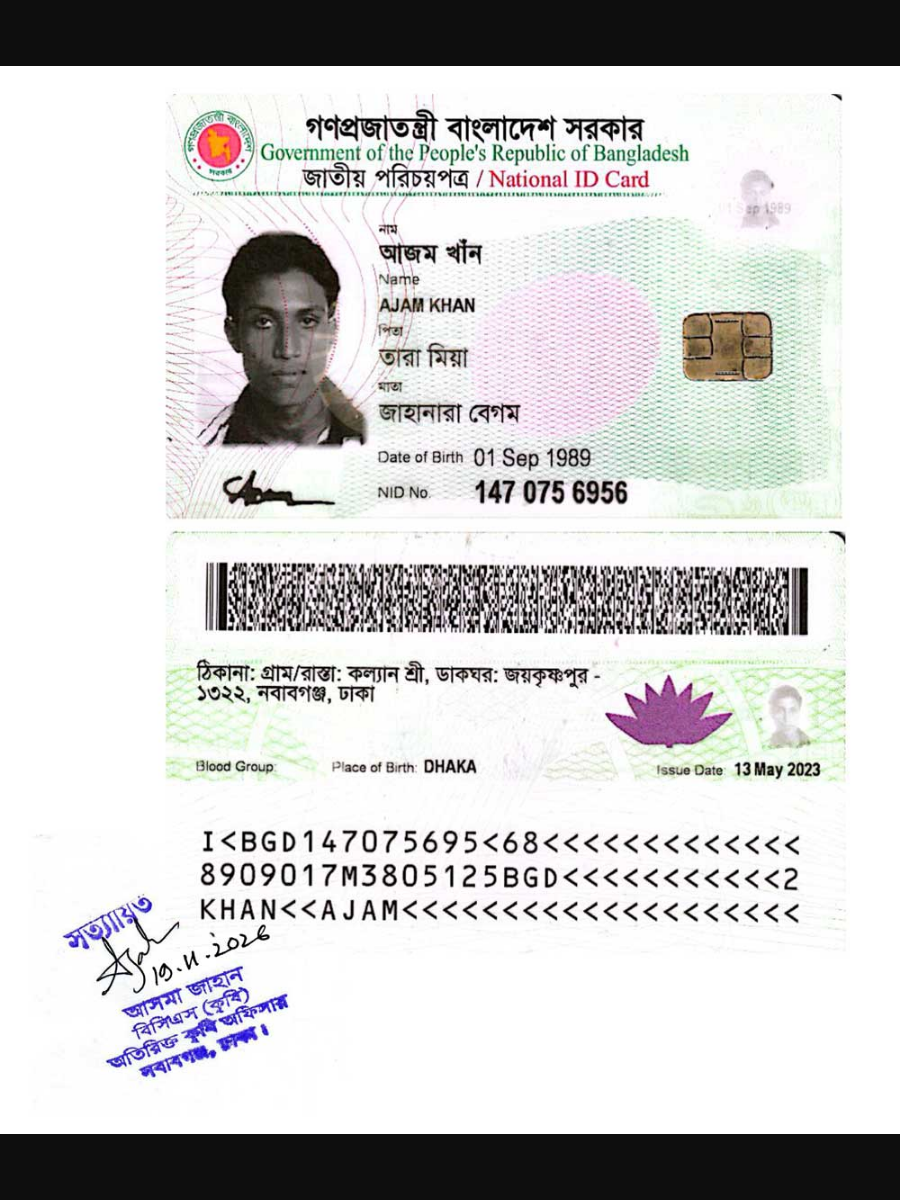 গণপ্রজাতন্ত্রী বাংলাদেশ সরকার
Government of the People's Republic of Bangladesh
জাতীয় পরিচয়পত্র / National ID Card
01 Sep 1989
নাম
আজম খাঁন
Name
AJAM KHAN
পিতা
তারা মিয়া
মাতা
জাহানারা বেগম
Date of Birth 01 Sep 1989
NID No. 147 075 6956
ঠিকানা: গ্রাম/রাস্তা: কল্যান শ্রী, ডাকঘর: জয়কৃষ্ণপুর -
১৩২২, নবাবগঞ্জ, ঢাকা
Blood Group: Place of Birth: DHAKA Issue Date: 13 May 2023
I<BGD147075695<68<<<<<<<<<<<<<
8909017M3805125BGD<<<<<<<<<<<2
KHAN<<AJAM<<<<<<<<<<<<<<<<<<<<
সত্যায়িত
আসমা জাহান
বিসিএস (কৃষি)
অতিরিক্ত কৃষি অফিসার
নবাবগঞ্জ, ঢাকা।